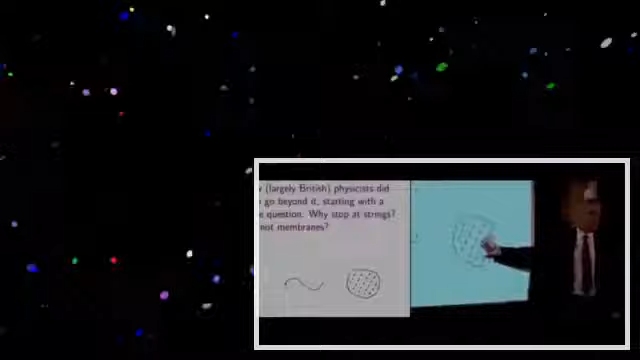 (largely British) physicists did
go beyond it, starting with a
question. Why stop at strings?
not membranes?